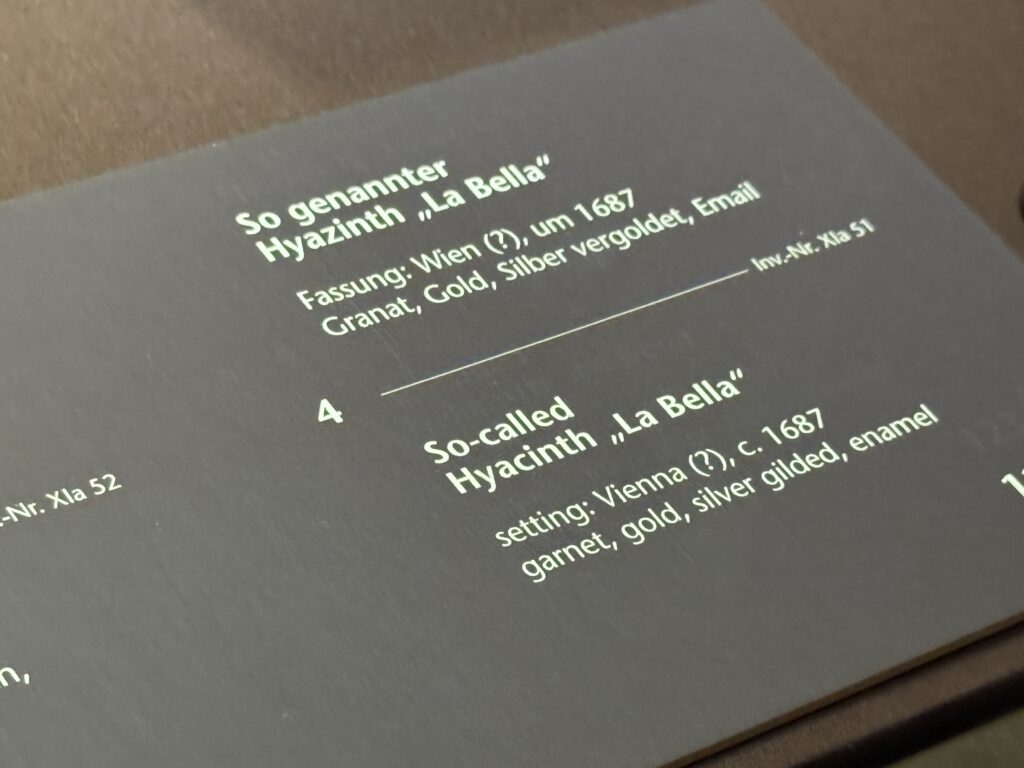 So genannter
Hyazinth „La Bella“
Fassung: Wien (?), um 1687
Granat, Gold, Silber vergoldet, Email
Inv.-Nr. XIa 51
4
So-called
Hyacinth „La Bella“
setting: Vienna (?), c. 1687
garnet, gold, silver gilded, enamel
-Nr. XIa 52